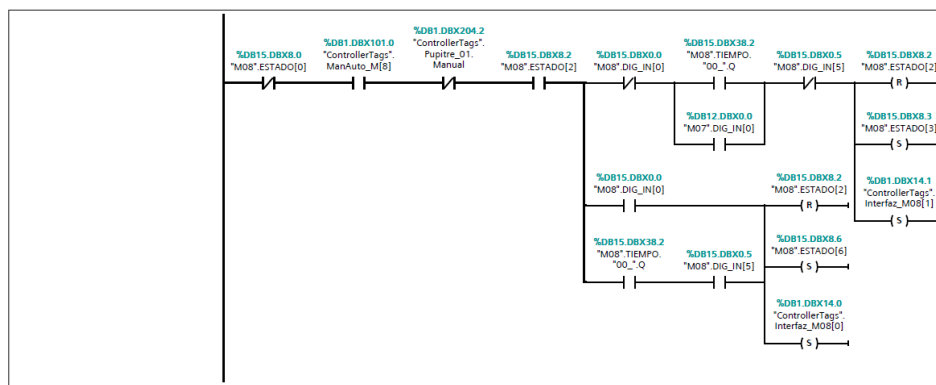 %DB15.DBX8.0
"M08".ESTADO[0]
%DB1.DBX101.0
"ControllerTags".
ManAuto_M[8]
%DB1.DBX204.2
"ControllerTags".
Pupitre_01.
Manual
%DB15.DBX8.2
"M08".ESTADO[2]
%DB15.DBX0.0
"M08".DIG_IN[0]
%DB15.DBX38.2
"M08".TIEMPO.
"00_".Q
%DB15.DBX0.5
"M08".DIG_IN[5]
%DB15.DBX8.2
"M08".ESTADO[2]
R
%DB12.DBX0.0
"M07".DIG_IN[0]
%DB15.DBX8.3
"M08".ESTADO[3]
S
%DB1.DBX14.1
"ControllerTags".
Interfaz_M08[1]
S
%DB15.DBX0.0
"M08".DIG_IN[0]
%DB15.DBX8.2
"M08".ESTADO[2]
R
%DB15.DBX38.2
"M08".TIEMPO.
"00_".Q
%DB15.DBX0.5
"M08".DIG_IN[5]
%DB15.DBX8.6
"M08".ESTADO[6]
S
%DB1.DBX14.0
"ControllerTags".
Interfaz_M08[0]
S